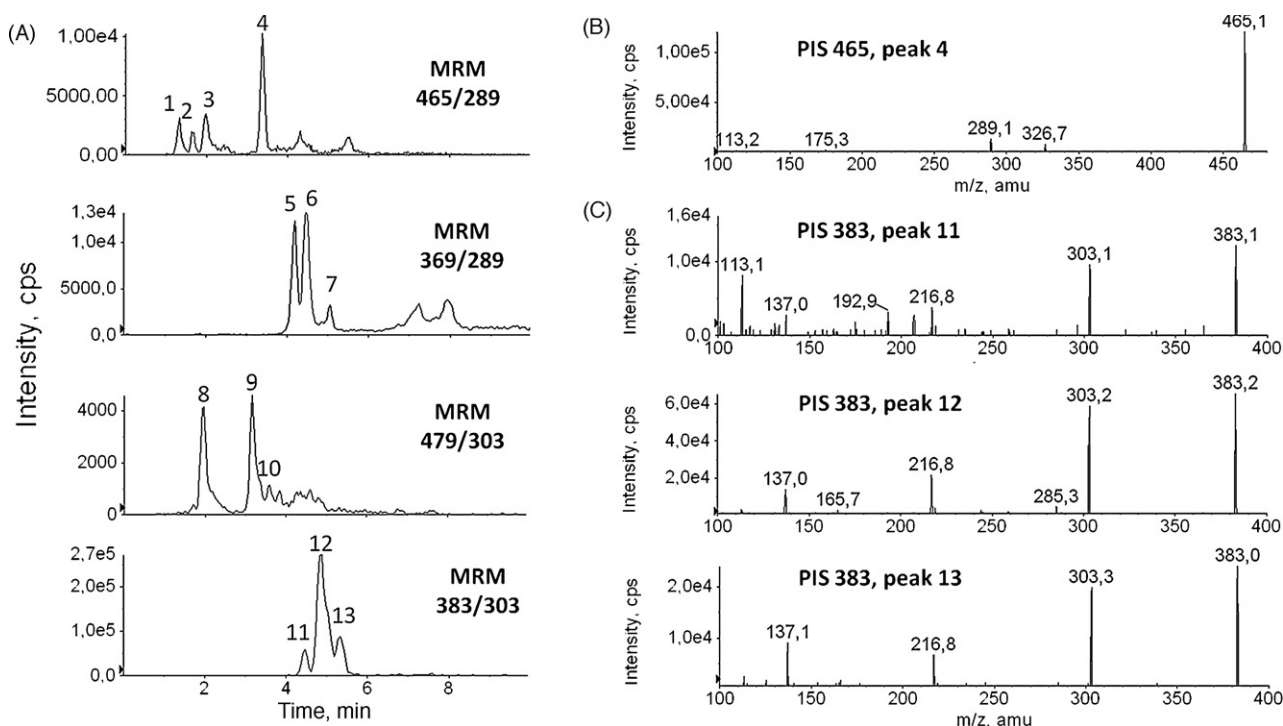 (A)
Intensity, cps
1,00e4
5000,00
0,00
1
2
3
4
MRM
465/289
1,3e4
5000,0
0,0
5
6
7
MRM
369/289
4000
2000
0
8
9
10
MRM
479/303
2,7e5
2,0e5
1,0e5
0,0
11
12
13
MRM
383/303
2 4 6 8
Time, min
(B)
PIS 465, peak 4
Intensity, cps
1,00e5
5,00e4
113,2
175,3
289,1
326,7
465,1
100 150 200 250 300 350 400 450
m/z, amu
(C)
PIS 383, peak 11
Intensity, cps
1,6e4
1,0e4
0,0
113,1
137,0
192,9
216,8
303,1
383,1
100 150 200 250 300 350 400
PIS 383, peak 12
Intensity, cps
6,0e4
4,0e4
2,0e4
137,0
165,7
216,8
285,3
303,2
383,2
100 150 200 250 300 350 400
PIS 383, peak 13
Intensity, cps
2,0e4
1,0e4
137,1
216,8
303,3
383,0
100 150 200 250 300 350 400
m/z, amu